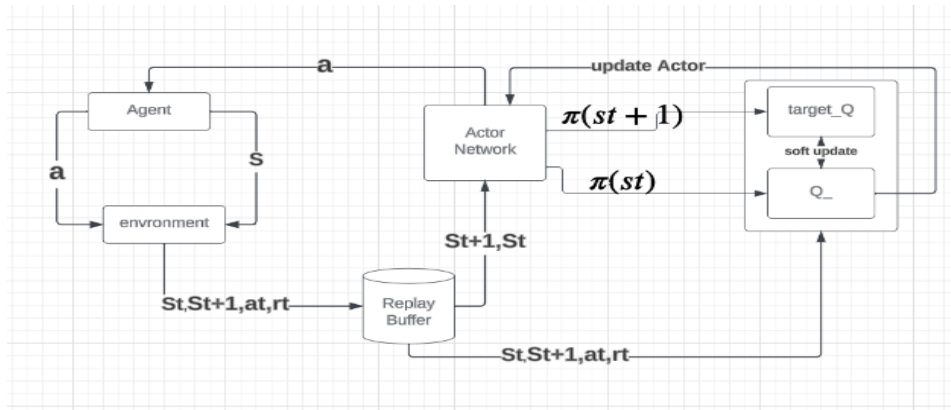 a
update Actor
Agent
target_Q
π(st + 1)
Actor
Network
soft update
a
S
π(st)
Q_
envronment
St+1,St
St,St+1,at,rt
Replay
Buffer
St,St+1,at,rt